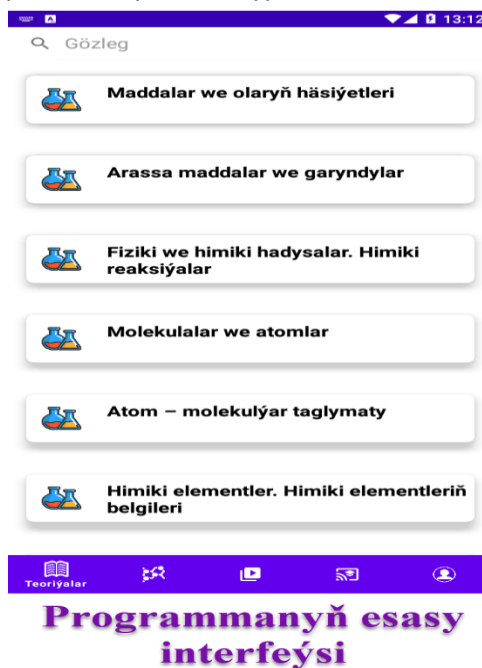 13:12
Gözleg
Maddalar we olaryň häsiýetleri
Arassa maddalar we garyndylar
Fiziki we himiki hadysalar. Himiki
reaksiýalar
Molekulalar we atomlar
Atom – molekulýar taglymaty
Himiki elementler. Himiki elementleriň
belgileri
Teoriýalar
Programmanyň esasy
interfeýsi